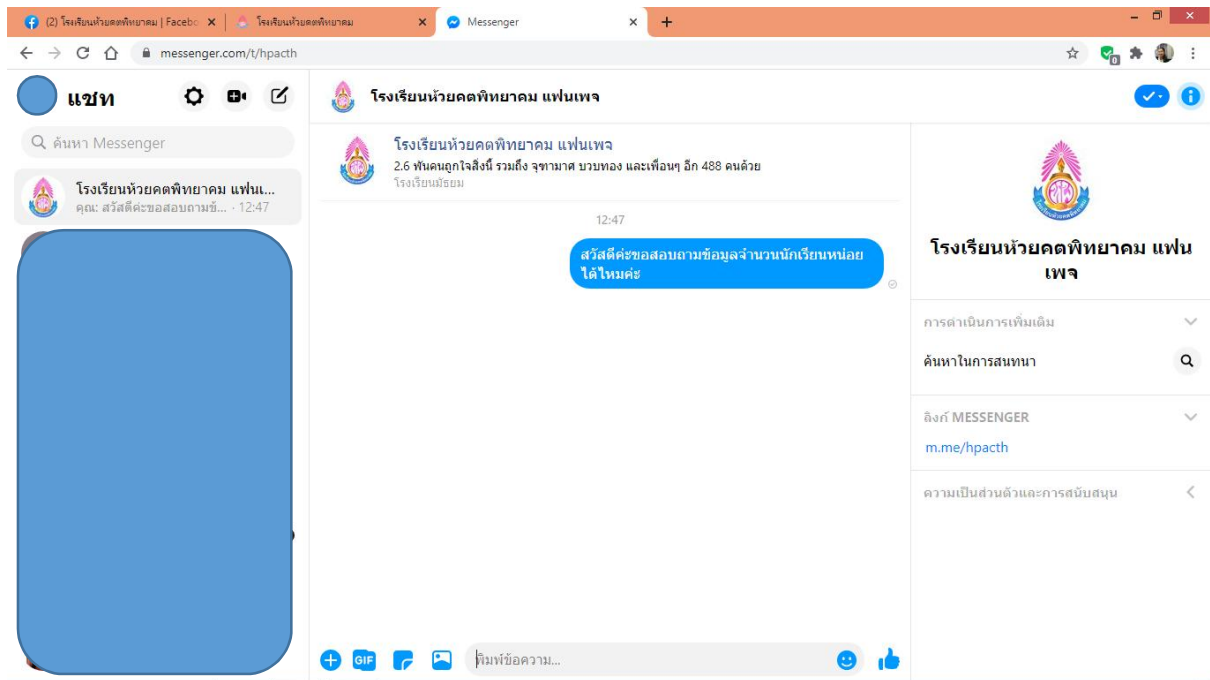 (2) โรงเรียนห้วยคตพิทยาคม | Facebo
โรงเรียนห้วยคตพิทยาคม
Messenger
messenger.com/t/hpacth
0
แชท
โรงเรียนห้วยคตพิทยาคม แฟนเพจ
ค้นหา Messenger
โรงเรียนห้วยคตพิทยาคม แฟนเ...
คุณ: สวัสดีค่ะขอสอบถามข้... · 12:47
โรงเรียนห้วยคตพิทยาคม แฟนเพจ
2.6 พันคนถูกใจสิ่งนี้ รวมถึง จุฑามาศ บวบทอง และเพื่อนๆ อีก 488 คนด้วย
โรงเรียนมัธยม
12:47
สวัสดีค่ะขอสอบถามข้อมูลจำนวนนักเรียนหน่อย
ได้ไหมค่ะ
พิมพ์ข้อความ...
GIF
โรงเรียนห้วยคตพิทยาคม แฟน
เพจ
การดำเนินการเพิ่มเติม
ค้นหาในการสนทนา
ลิงก์ MESSENGER
m.me/hpacth
ความเป็นส่วนตัวและการสนับสนุน